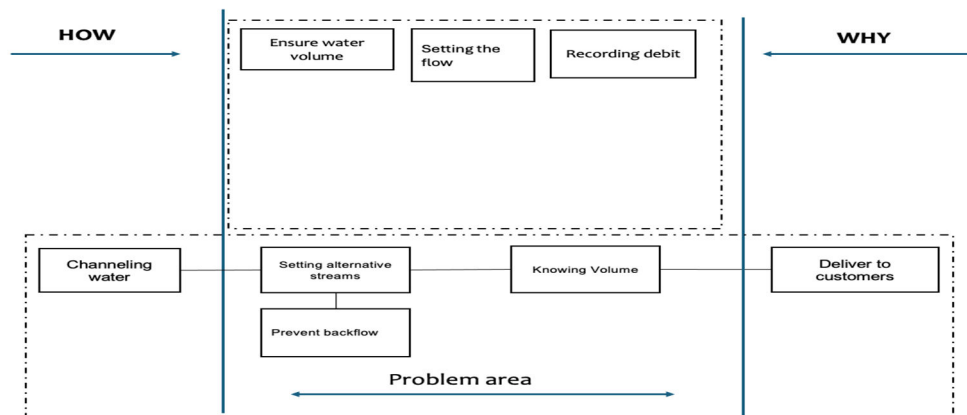 HOW
Ensure water
volume
Setting the
flow
Recording debit
WHY
Channeling
water
Setting alternative
streams
Knowing Volume
Deliver to
customers
Prevent backflow
Problem area